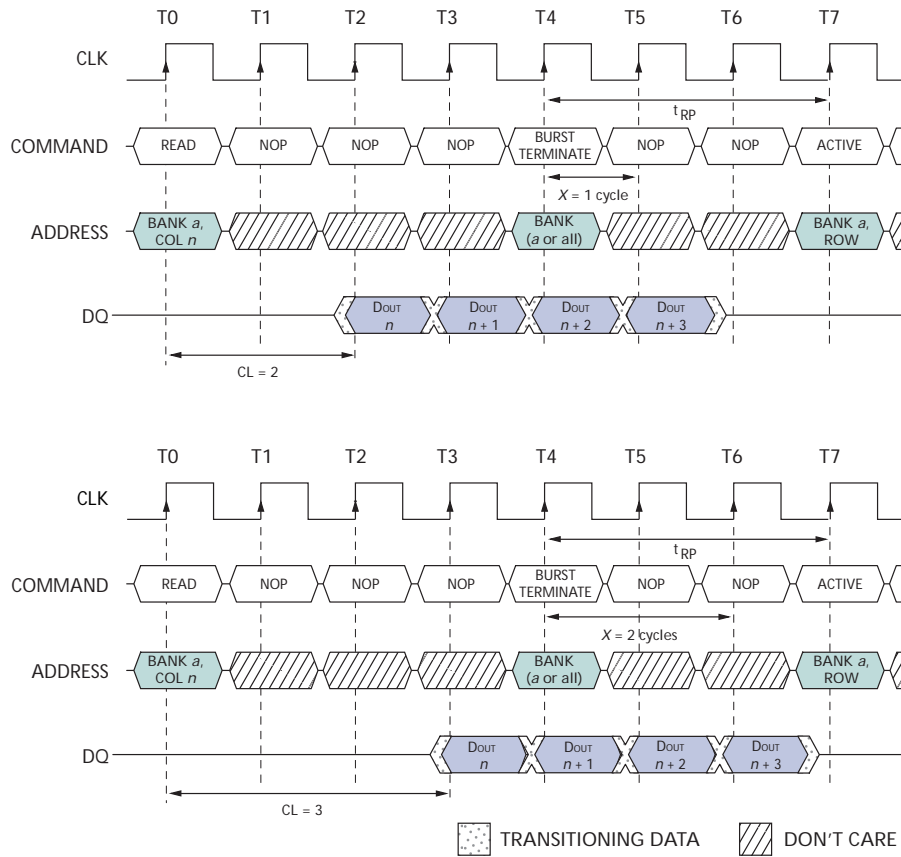 T0 T1 T2 T3 T4 T5 T6 T7
CLK
tRP
COMMAND READ NOP NOP NOP BURST TERMINATE NOP NOP ACTIVE
X = 1 cycle
ADDRESS BANK a, COL n BANK (a or all) BANK a, ROW
DQ DOUT n DOUT n + 1 DOUT n + 2 DOUT n + 3
CL = 2
T0 T1 T2 T3 T4 T5 T6 T7
CLK
tRP
COMMAND READ NOP NOP NOP BURST TERMINATE NOP NOP ACTIVE
X = 2 cycles
ADDRESS BANK a, COL n BANK (a or all) BANK a, ROW
DQ DOUT n DOUT n + 1 DOUT n + 2 DOUT n + 3
CL = 3
TRANSITIONING DATA DON'T CARE